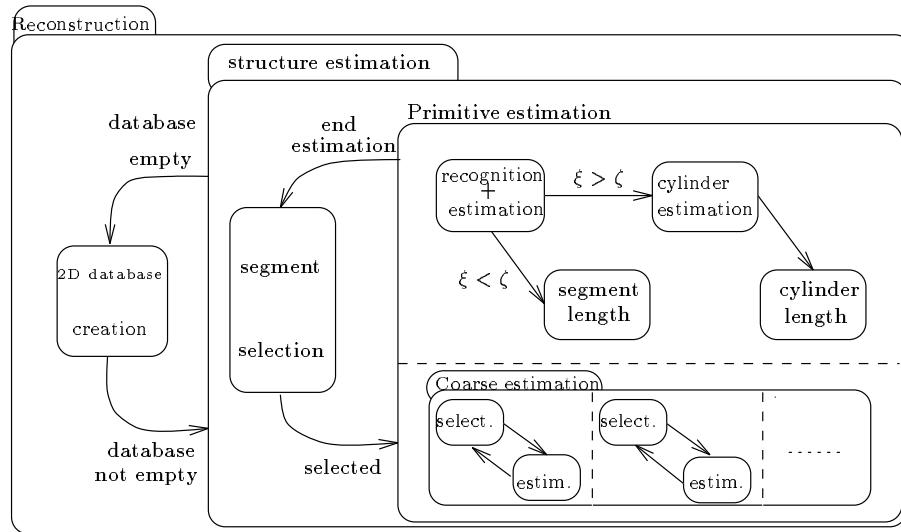 Reconstruction
structure estimation
Primitive estimation
database
empty
end
estimation
recognition
+
estimation
ξ > ζ
cylinder
estimation
2D database
creation
segment
selection
ξ < ζ
segment
length
cylinder
length
Coarse estimation
select.
estim.
select.
estim.
......
database
not empty
selected